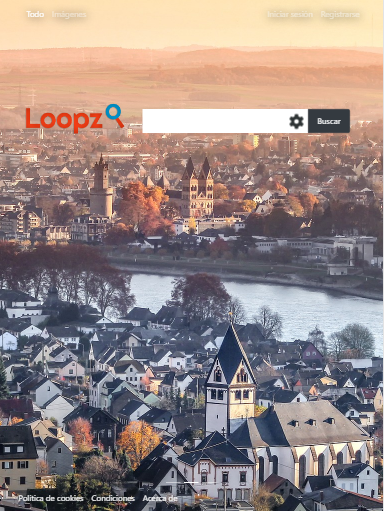 Todo Imágenes Iniciar sesión Registrarse
Loopz Buscar
Política de cookies Condiciones Acerca de